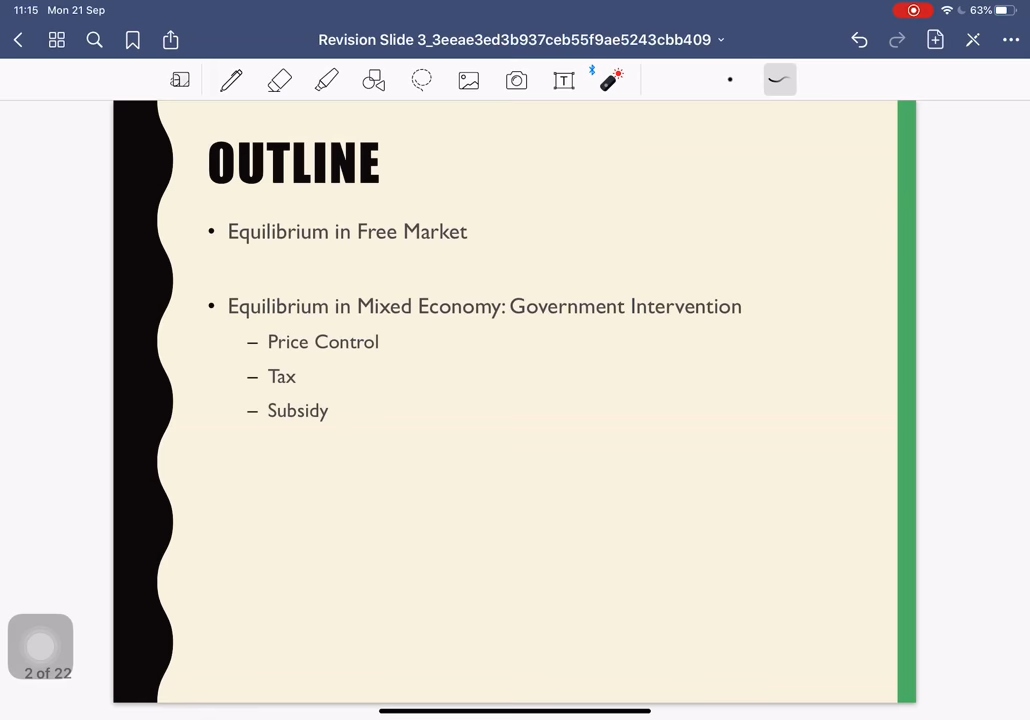 11:15 Mon 21 Sep 63%
Revision Slide 3_3eeae3ed3b937ceb55f9ae5243cbb409
T
OUTLINE
• Equilibrium in Free Market
• Equilibrium in Mixed Economy: Government Intervention
– Price Control
– Tax
– Subsidy
2 of 22